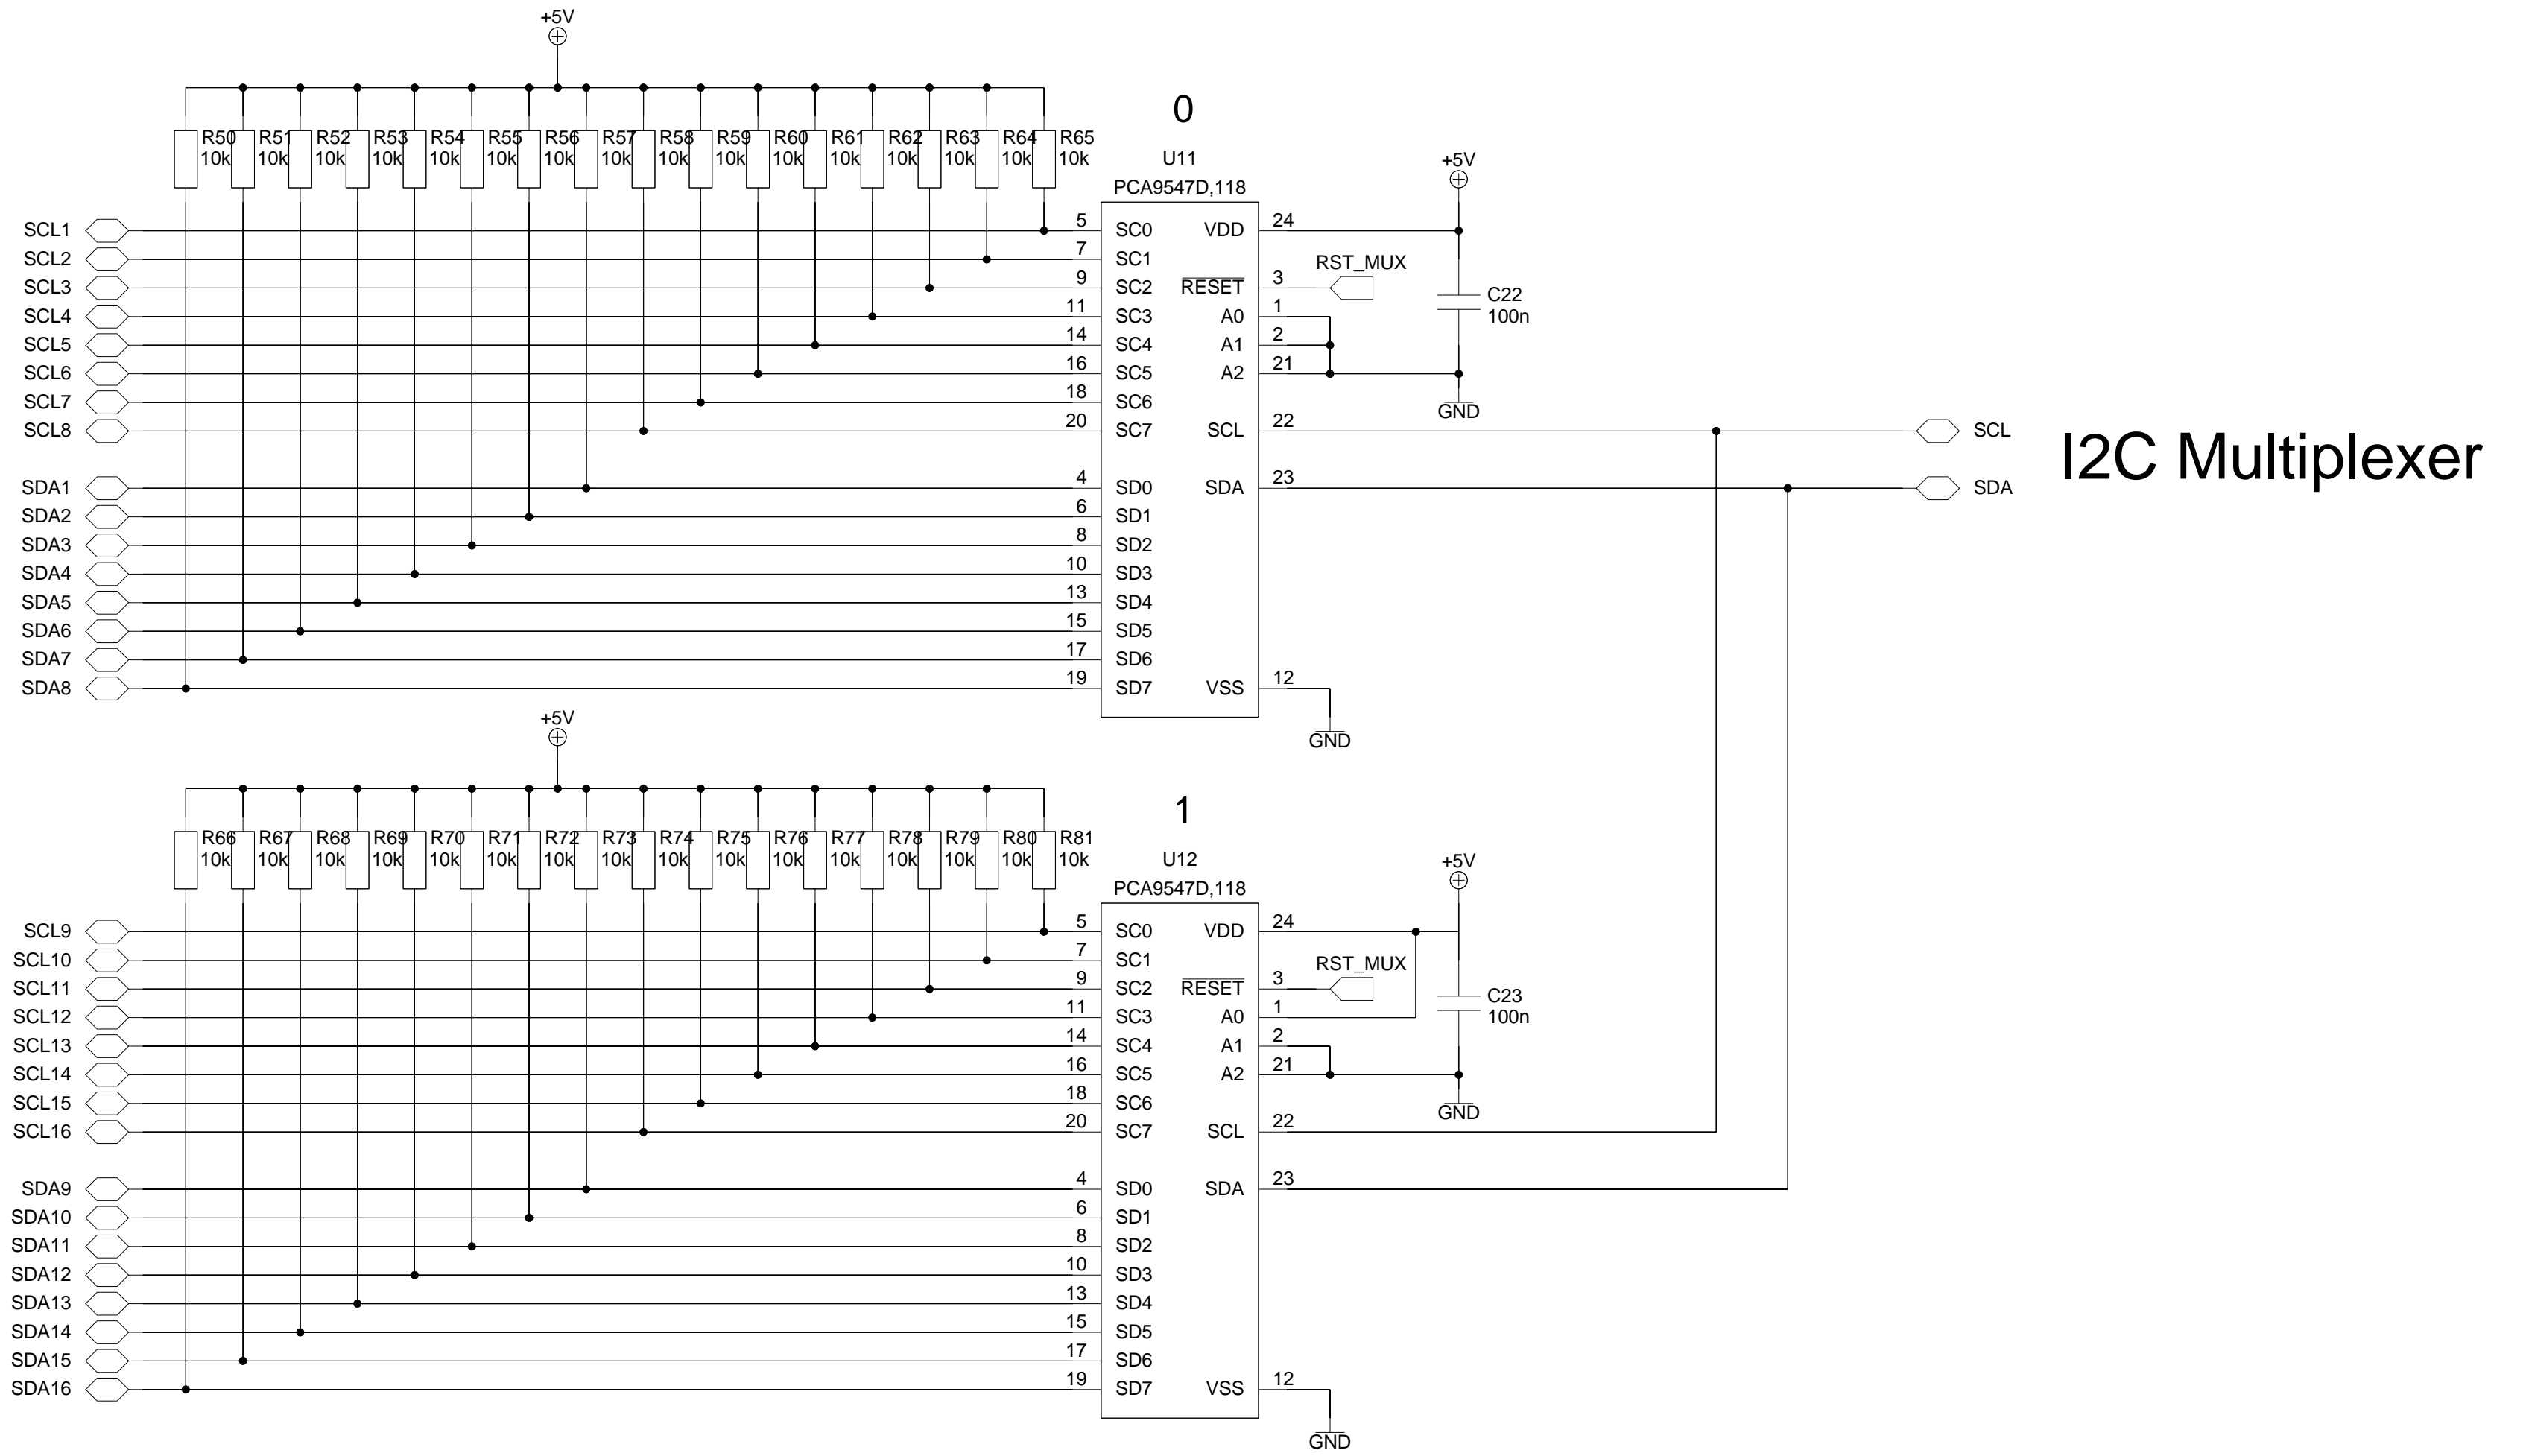 +5V
0
R50 R51 R52 R53 R54 R55 R56 R57 R58 R59 R60 R61 R62 R63 R64 R65
10k 10k 10k 10k 10k 10k 10k 10k 10k 10k 10k 10k 10k 10k 10k 10k
U11
PCA9547D,118
+5V
SCL1 5 SC0 VDD 24
SCL2 7 SC1 RST_MUX
SCL3 9 SC2 RESET 3
C22
100n
SCL4 11 SC3 A0 1
SCL5 14 SC4 A1 2
SCL6 16 SC5 A2 21
SCL7 18 SC6 GND
SCL8 20 SC7 SCL 22 SCL
I2C Multiplexer
SDA1 4 SD0 SDA 23 SDA
SDA2 6 SD1
SDA3 8 SD2
SDA4 10 SD3
SDA5 13 SD4
SDA6 15 SD5
SDA7 17 SD6
SDA8 19 SD7 VSS 12
GND
+5V
1
R66 R67 R68 R69 R70 R71 R72 R73 R74 R75 R76 R77 R78 R79 R80 R81
10k 10k 10k 10k 10k 10k 10k 10k 10k 10k 10k 10k 10k 10k 10k 10k
U12
PCA9547D,118
+5V
SCL9 5 SC0 VDD 24
SCL10 7 SC1 RST_MUX
SCL11 9 SC2 RESET 3
C23
100n
SCL12 11 SC3 A0 1
SCL13 14 SC4 A1 2
SCL14 16 SC5 A2 21
SCL15 18 SC6 GND
SCL16 20 SC7 SCL 22
SDA9 4 SD0 SDA 23
SDA10 6 SD1
SDA11 8 SD2
SDA12 10 SD3
SDA13 13 SD4
SDA14 15 SD5
SDA15 17 SD6
SDA16 19 SD7 VSS 12
GND